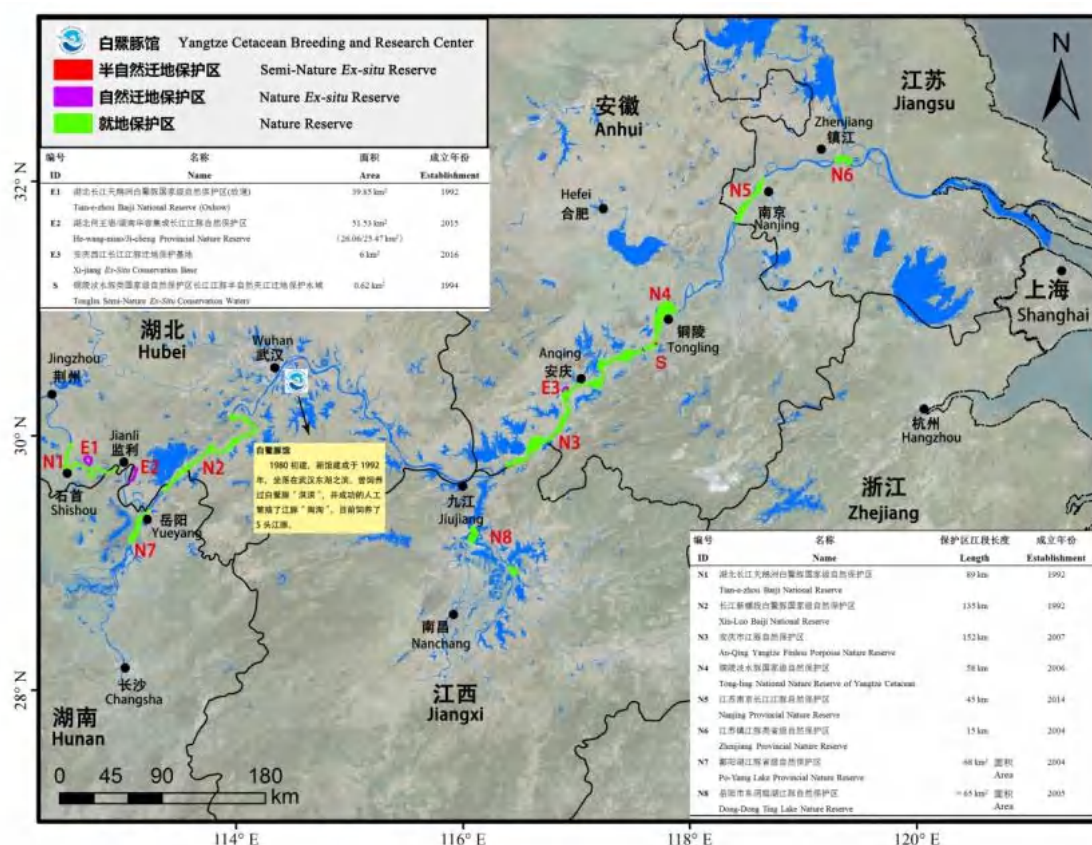 白鱀豚馆 Yangtze Cetacean Breeding and Research Center
半自然迁地保护区 Semi-Nature Ex-situ Reserve
自然迁地保护区 Nature Ex-situ Reserve
就地保护区 Nature Reserve
编号 名称 面积 成立年份
ID Name Area Establishment
E1 湖北长江天鹅洲白鱀豚国家级自然保护区(故道) 39.85 km² 1992
Tian-e-zhou Baiji National Reserve (Oxbow)
E2 湖北何王庙/湖南华容集成长江江豚自然保护区 51.53 km² 2015
He-wang-miao/Ji-cheng Provincial Nature Reserve (26.06/25.47 km²)
E3 安庆西江长江江豚迁地保护基地 6 km² 2016
Xi-jiang Ex-Situ Conservation Base
S 铜陵淡水豚类国家级自然保护区长江江豚半自然夹江迁地保护水域 0.62 km² 1994
Tongling Semi-Nature Ex-Situ Conservation Waters
N
江苏
Jiangsu
安徽
Anhui
Zhenjiang
镇江
N6
N5
Hefei
合肥
南京
Nanjing
上海
Shanghai
N4
铜陵
Tongling
S
湖北
Hubei
Wuhan
武汉
Jingzhou
荆州
Anqing
安庆
E3
N3
杭州
Hangzhou
浙江
Zhejiang
Jianli
监利
E1
N1
E2
N2
石首
Shishou
岳阳
Yueyang
N7
白鱀豚馆
1980 初建，新馆建成于 1992
年，坐落在武汉东湖之滨。曾饲养
过白鱀豚“淇淇”，并成功的人工
繁殖了江豚“陶陶”，目前饲养了
5 头江豚。
九江
Jiujiang
N8
南昌
Nanchang
长沙
Changsha
湖南
Hunan
江西
Jiangxi
编号 名称 保护区江段长度 成立年份
ID Name Length Establishment
N1 湖北长江天鹅洲白鱀豚国家级自然保护区 89 km 1992
Tian-e-zhou Baiji National Reserve
N2 长江新螺段白鱀豚国家级自然保护区 135 km 1992
Xin-Luo Baiji National Reserve
N3 安庆市江豚自然保护区 152 km 2007
An-Qing Yangtze Finless Porpoise Nature Reserve
N4 铜陵淡水豚国家级自然保护区 58 km 2006
Tong-ling National Nature Reserve of Yangtze Cetacean
N5 江苏南京长江江豚自然保护区 45 km 2014
Nanjing Provincial Nature Reserve
N6 江苏镇江豚类省级自然保护区 15 km 2004
Zhenjiang Provincial Nature Reserve
N7 鄱阳湖江豚省级自然保护区 68 km² 面积 2004
Po-Yang Lake Provincial Nature Reserve Area
N8 岳阳市东洞庭湖江豚自然保护区 ≈65 km² 面积 2005
Dong-Dong Ting Lake Nature Reserve Area
32° N
30° N
28° N
0 45 90 180
km
114° E 116° E 118° E 120° E